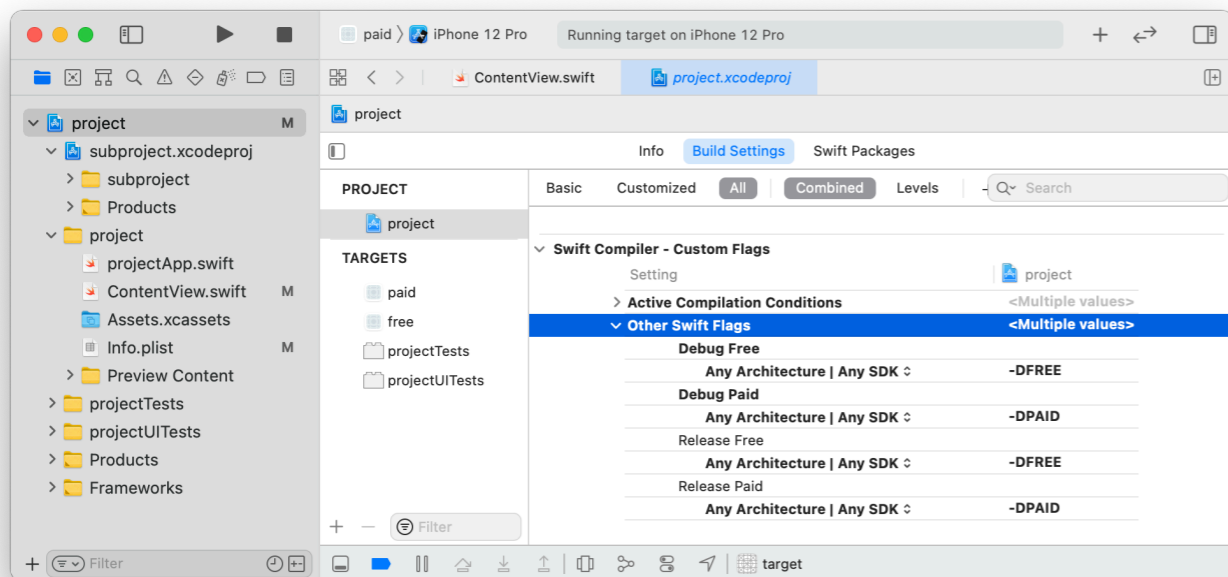 paid 〉 iPhone 12 Pro
Running target on iPhone 12 Pro
ContentView.swift
project.xcodeproj
project M
subproject.xcodeproj
subproject
Products
project
projectApp.swift
ContentView.swift M
Assets.xcassets
Info.plist M
Preview Content
projectTests
projectUITests
Products
Frameworks
Filter
project
Info Build Settings Swift Packages
PROJECT
project
TARGETS
paid
free
projectTests
projectUITests
Filter
Basic Customized All Combined Levels Search
Swift Compiler - Custom Flags
Setting project
Active Compilation Conditions <Multiple values>
Other Swift Flags <Multiple values>
Debug Free
Any Architecture | Any SDK -DFREE
Debug Paid
Any Architecture | Any SDK -DPAID
Release Free
Any Architecture | Any SDK -DFREE
Release Paid
Any Architecture | Any SDK -DPAID
target